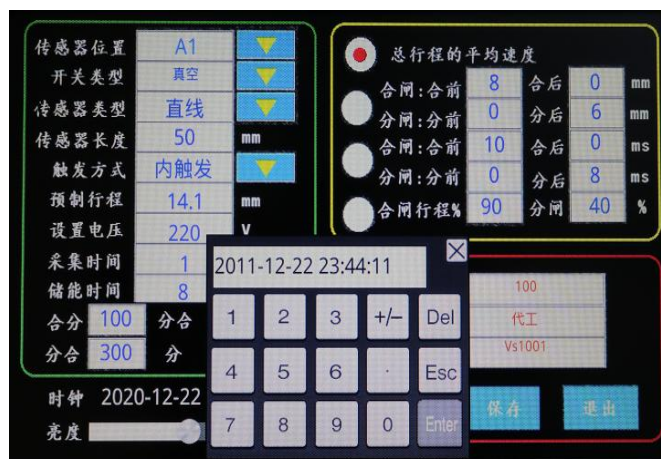 传感器位置 A1
开关类型 真空
传感器类型 直线
传感器长度 50 mm
触发方式 内触发
预制行程 14.1 mm
设置电压 220 V
采集时间 1
储能时间 8
合分 100 分合
分合 300 分
时钟 2020-12-22
亮度
总行程的平均速度
合闸:合前 8 合后 0 mm
分闸:分前 0 分后 6 mm
合闸:合前 10 合后 0 ms
分闸:分前 0 分后 8 ms
合闸行程% 90 分闸 40 %
100
代工
Vs1001
保存 退出
2011-12-22 23:44:11
1 2 3 +/- Del
4 5 6 . Esc
7 8 9 0 Enter